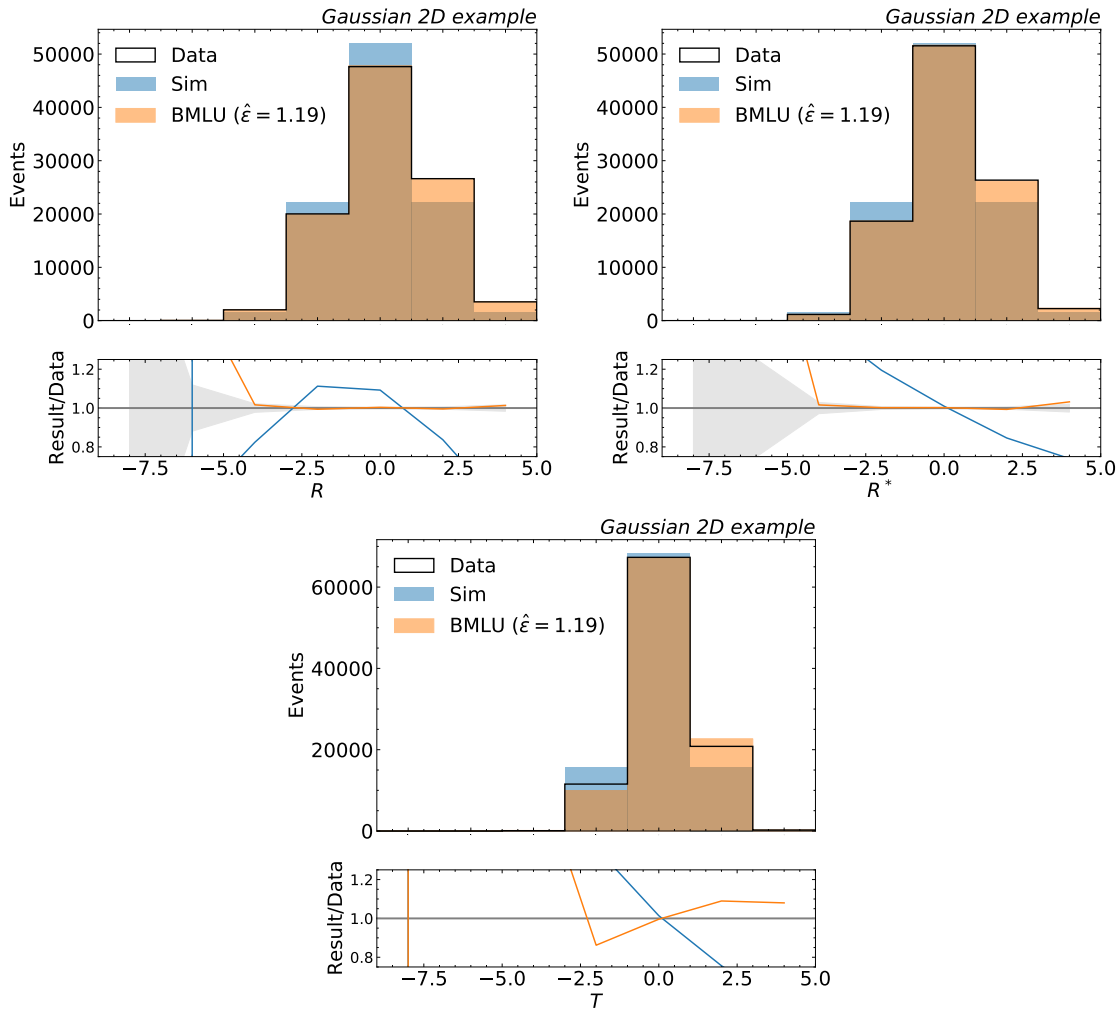 Gaussian 2D example
50000
40000
30000
20000
10000
0
Events
Data
Sim
BMLU (ε̂ = 1.19)
1.2
1.0
0.8
Result/Data
−7.5 −5.0 −2.5 0.0 2.5 5.0
R
Gaussian 2D example
50000
40000
30000
20000
10000
0
Events
Data
Sim
BMLU (ε̂ = 1.19)
1.2
1.0
0.8
Result/Data
−7.5 −5.0 −2.5 0.0 2.5 5.0
R*
Gaussian 2D example
60000
40000
20000
0
Events
Data
Sim
BMLU (ε̂ = 1.19)
1.2
1.0
0.8
Result/Data
−7.5 −5.0 −2.5 0.0 2.5 5.0
T